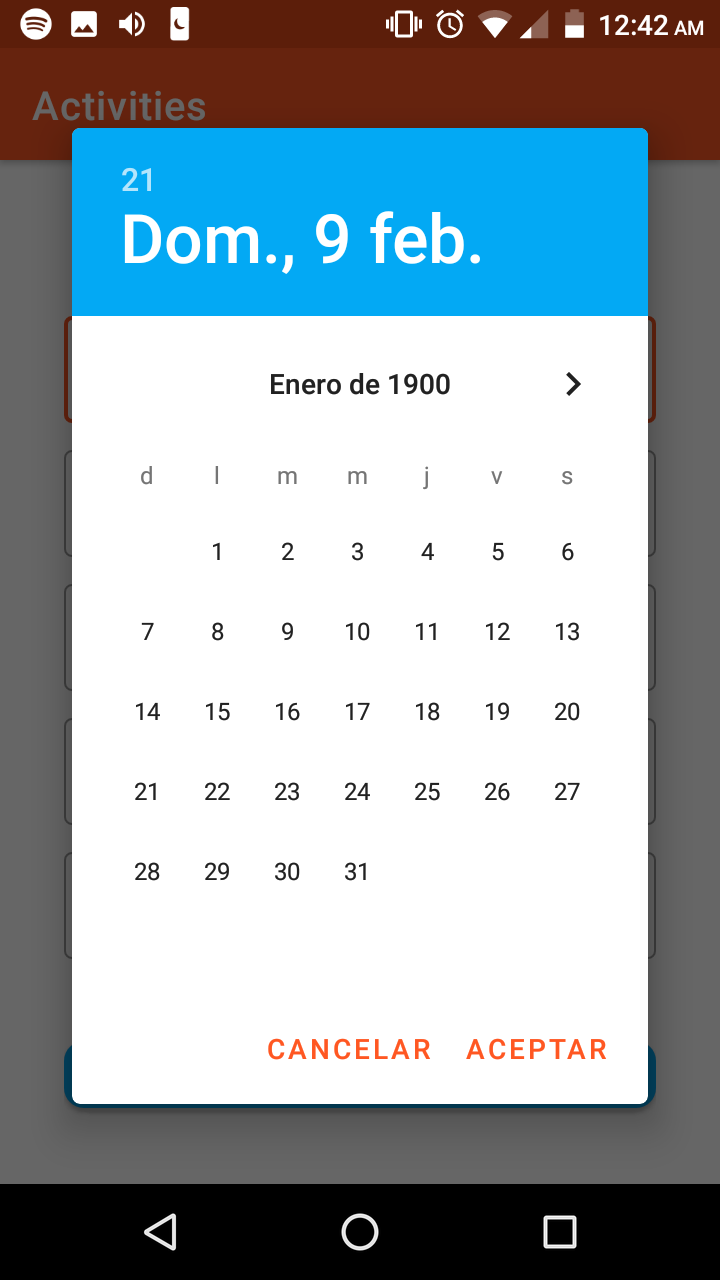 12:42 AM
Activities
21
Dom., 9 feb.
Enero de 1900
d l m m j v s
1 2 3 4 5 6
7 8 9 10 11 12 13
14 15 16 17 18 19 20
21 22 23 24 25 26 27
28 29 30 31
CANCELAR ACEPTAR